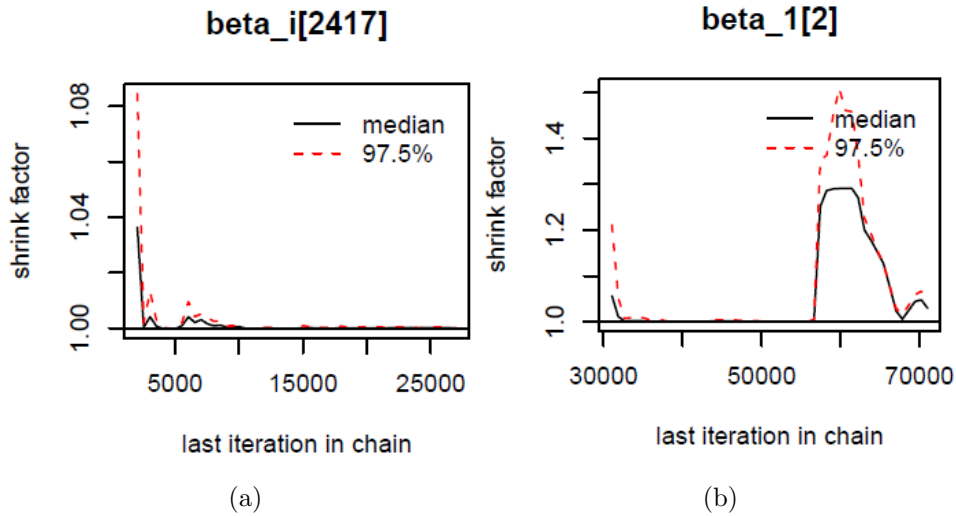 beta_i[2417]
shrink factor
1.00
1.04
1.08
median
97.5%
5000
15000
25000
last iteration in chain
(a)
beta_1[2]
shrink factor
1.0
1.2
1.4
median
97.5%
30000
50000
70000
last iteration in chain
(b)